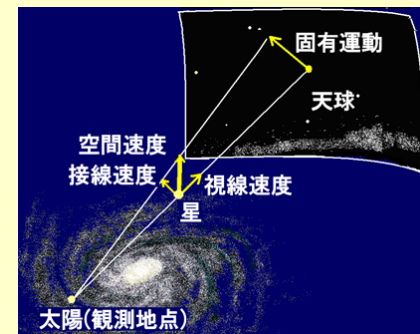 固有運動
天球
空間速度
接線速度
視線速度
星
太陽(観測地点)